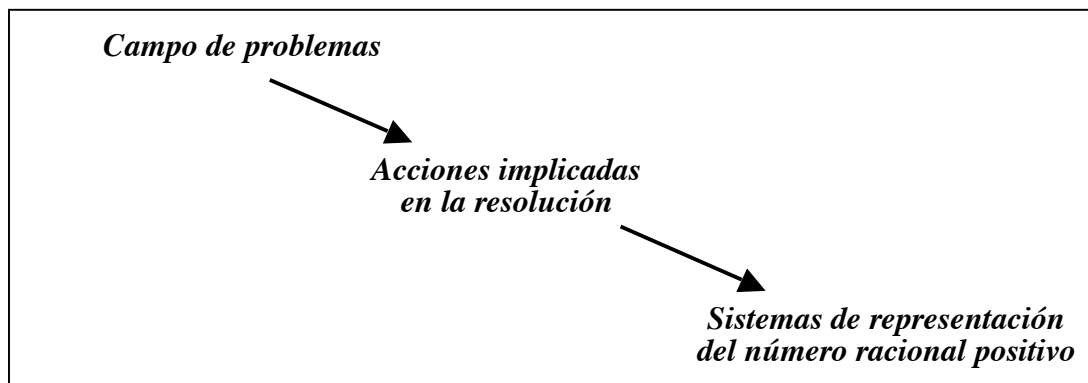 Campo de problemas
Acciones implicadas
en la resolución
Sistemas de representación
del número racional positivo